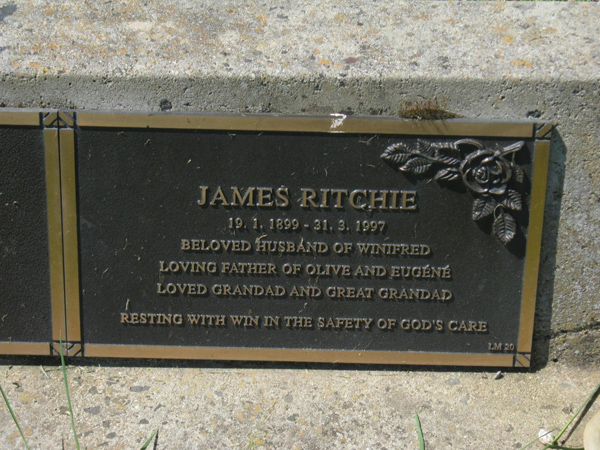 JAMES RITCHIE
19. 1. 1899 - 31. 3. 1997
BELOVED HUSBAND OF WINIFRED
LOVING FATHER OF OLIVE AND EUGÉNÉ
LOVED GRANDAD AND GREAT GRANDAD
RESTING WITH WIN IN THE SAFETY OF GOD'S CARE
LM 20